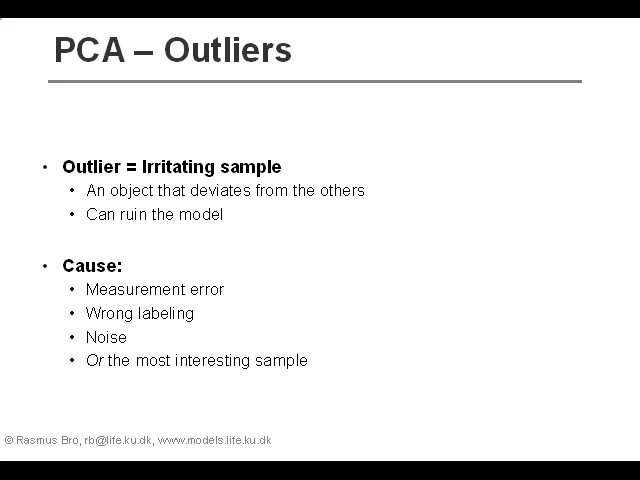 PCA – Outliers
• Outlier = Irritating sample
• An object that deviates from the others
• Can ruin the model
• Cause:
• Measurement error
• Wrong labeling
• Noise
• Or the most interesting sample
© Rasmus Bro, rb@life.ku.dk, www.models.life.ku.dk